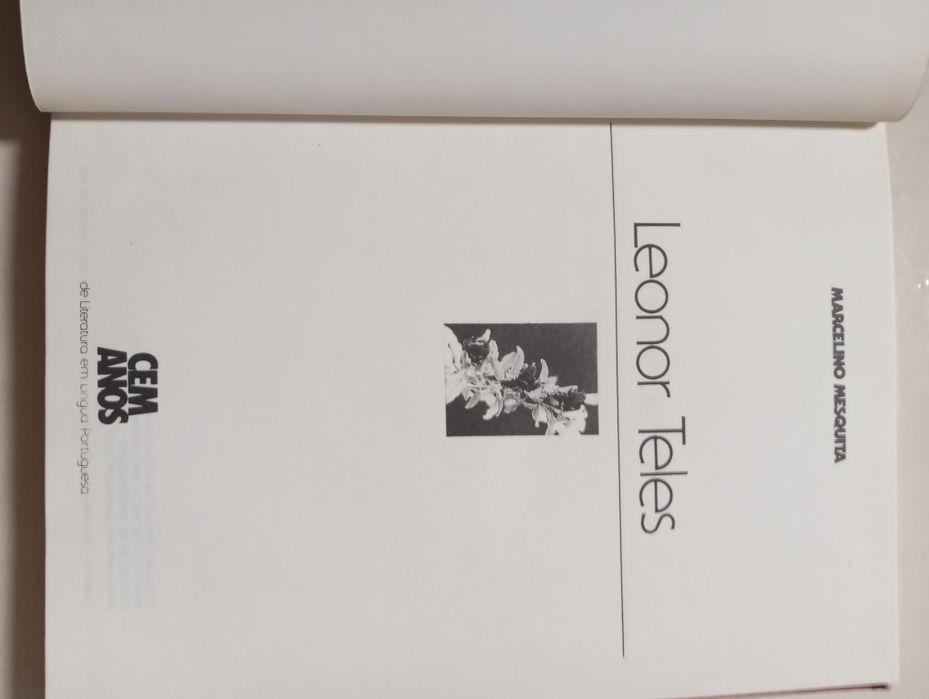 MARCELINO MESQUITA
Leonor Teles
CEM
ANOS
de Literatura em Língua Portuguesa